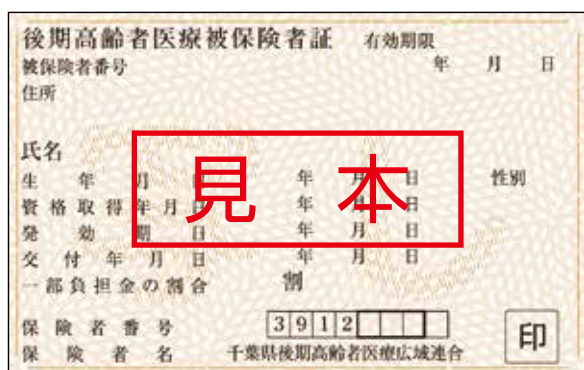 後期高齢者医療被保険者証 有効期限
被保険者番号 年 月 日
住所
氏名
見本
生年月日 年 月 日 性別
資格取得年月日 年 月 日
発効期日 年 月 日
交付年月日 年 月 日
一部負担金の割合 割
保険者番号 3912
保険者名 千葉県後期高齢者医療広域連合 印